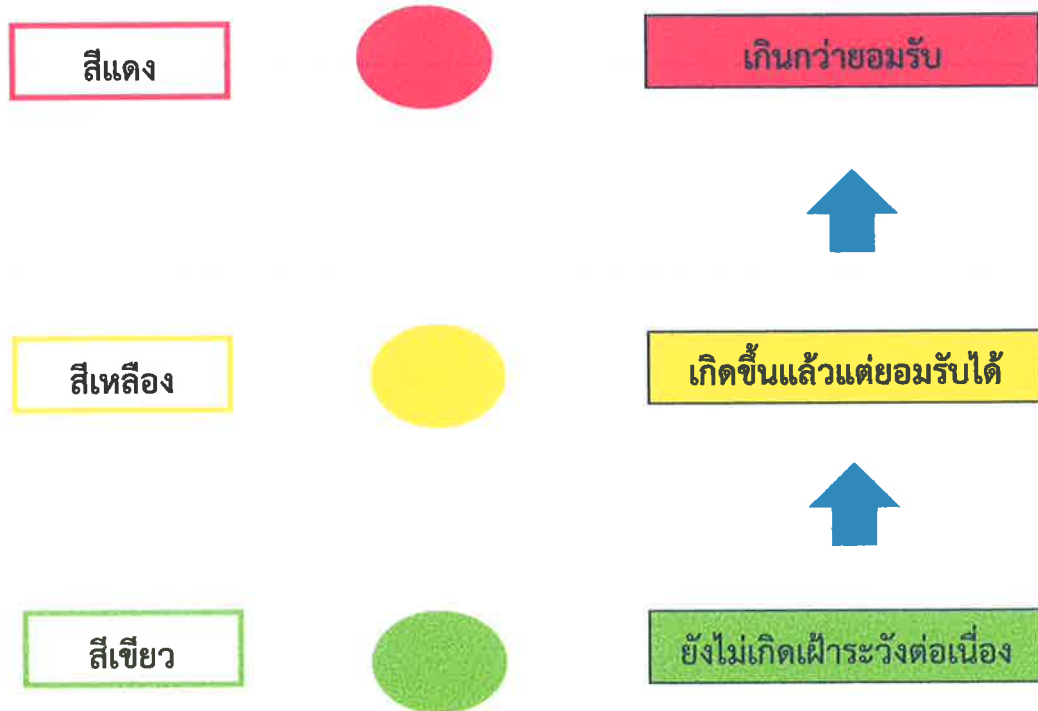 สีแดง
เกินกว่ายอมรับ
สีเหลือง
เกิดขึ้นแล้วแต่ยอมรับได้
สีเขียว
ยังไม่เกิดเฝ้าระวังต่อเนื่อง